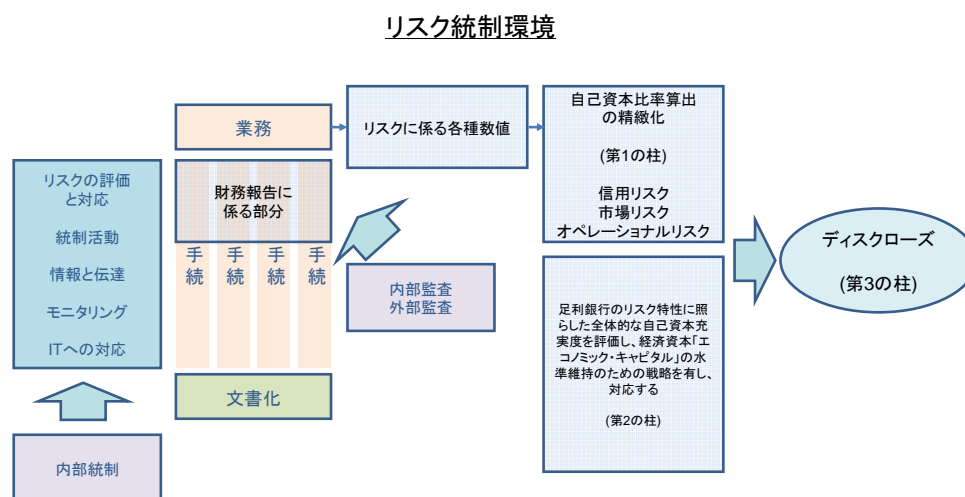 リスク統制環境
業務
リスクに係る各種数値
自己資本比率算出
の精緻化
(第1の柱)
信用リスク
市場リスク
オペレーショナルリスク
リスクの評価
と対応
統制活動
情報と伝達
モニタリング
ITへの対応
財務報告に
係る部分
手続
手続
手続
手続
内部監査
外部監査
文書化
内部統制
足利銀行のリスク特性に照
らした全体的な自己資本充
実度を評価し、経済資本「エ
コノミック・キャピタル」の水
準維持のための戦略を有し、
対応する
(第2の柱)
ディスクローズ
(第3の柱)